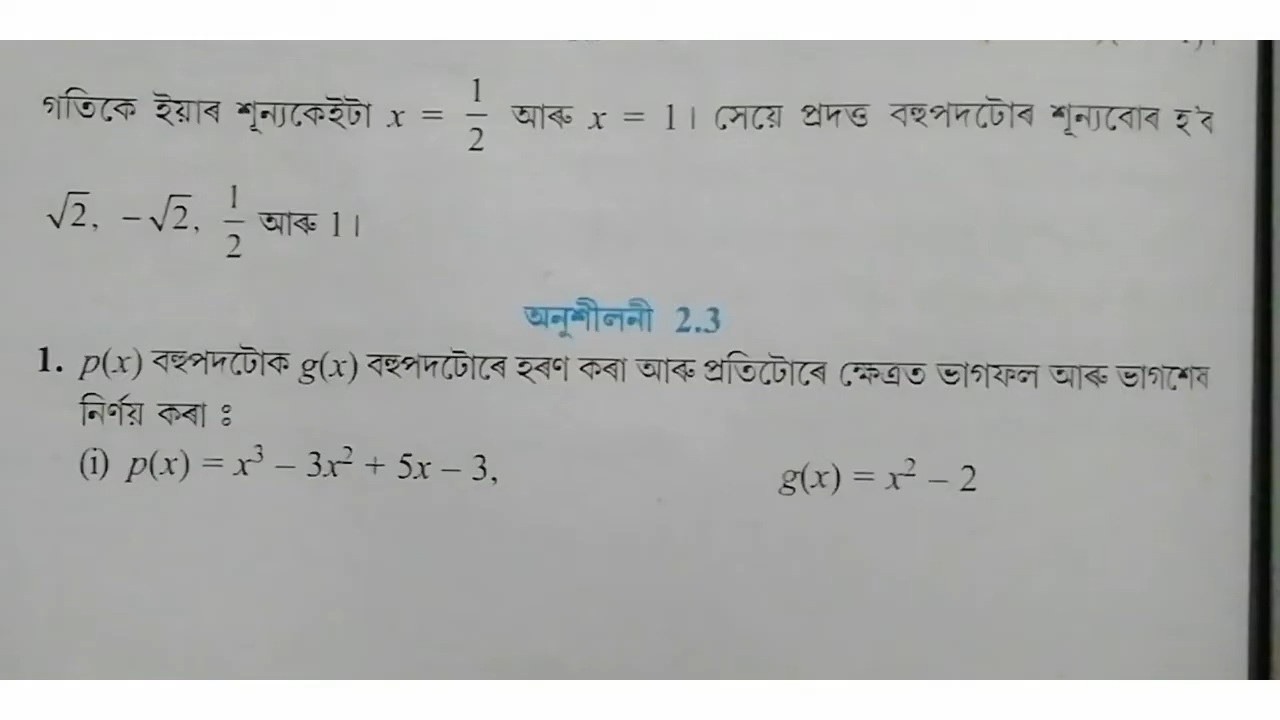 গতিকে ইয়াৰ শূন্যকেইটা x = 1/2 আৰু x = 1। সেয়ে প্ৰদত্ত বহুপদটোৰ শূন্যবোৰ হ'ব
√2, −√2, 1/2 আৰু 1।
অনুশীলনী 2.3
1. p(x) বহুপদটোক g(x) বহুপদটোৰে হৰণ কৰা আৰু প্ৰতিটোৰে ক্ষেত্ৰত ভাগফল আৰু ভাগশেষ
নিৰ্ণয় কৰা ঃ
(i) p(x) = x³ − 3x² + 5x − 3, g(x) = x² − 2